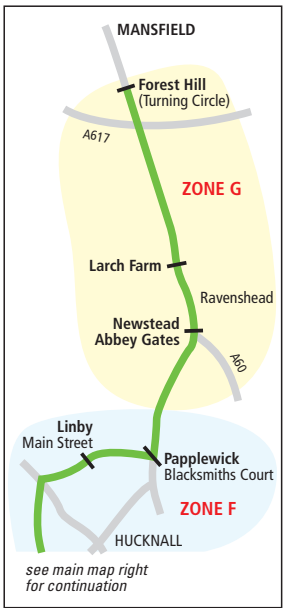 MANSFIELD
Forest Hill
(Turning Circle)
A617
ZONE G
Larch Farm
Ravenshead
Newstead
Abbey Gates
A60
Linby
Main Street
Papplewick
Blacksmiths Court
ZONE F
HUCKNALL
see main map right
for continuation